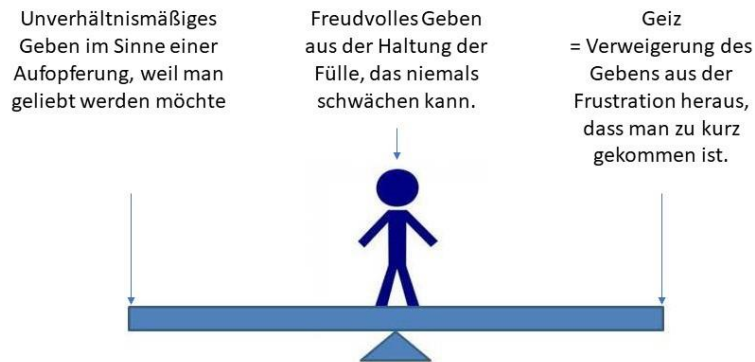 Unverhältnismäßiges
Geben im Sinne einer
Aufopferung, weil man
geliebt werden möchte
Freudvolles Geben
aus der Haltung der
Fülle, das niemals
schwächen kann.
Geiz
= Verweigerung des
Gebens aus der
Frustration heraus,
dass man zu kurz
gekommen ist.